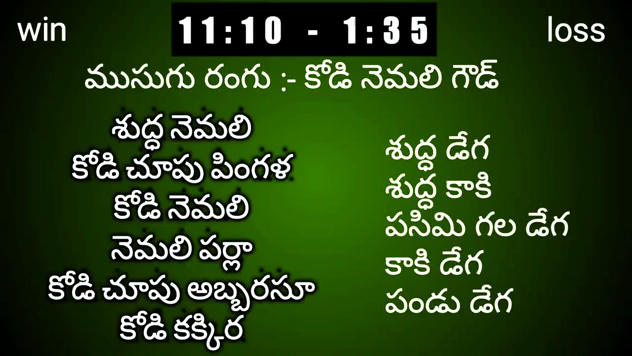 win 11:10 - 1:35 loss
ముసుగు రంగు :- కోడి నెమలి గౌడ్
శుద్ధ నెమలి
కోడి చూపు పింగళ
కోడి నెమలి
నెమలి పర్లా
కోడి చూపు అబ్బరసూ
కోడి కక్కిర
శుద్ధ డేగ
శుద్ధ కాకి
పసిమి గల డేగ
కాకి డేగ
పండు డేగ